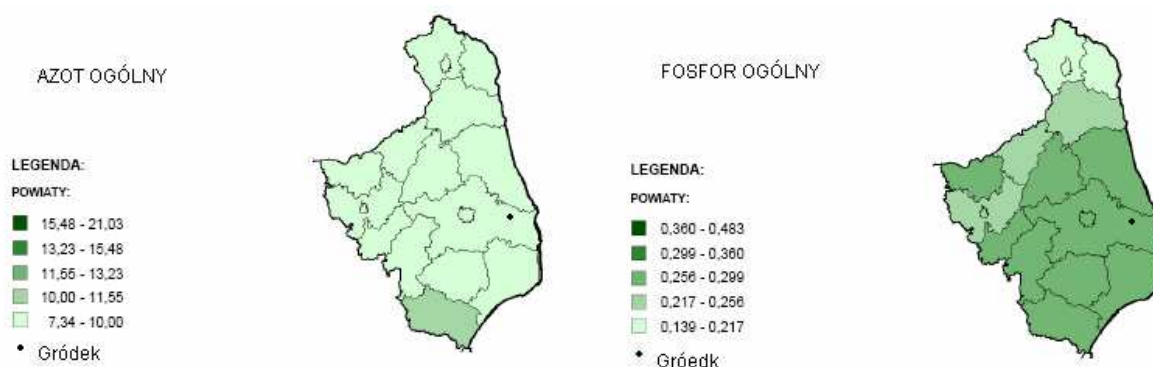 AZOT OGÓLNY
LEGENDA:
POWIATY:
15,48 - 21,03
13,23 - 15,48
11,55 - 13,23
10,00 - 11,55
7,34 - 10,00
Gródek
FOSFOR OGÓLNY
LEGENDA:
POWIATY:
0,360 - 0,483
0,299 - 0,360
0,256 - 0,299
0,217 - 0,256
0,139 - 0,217
Gróedk